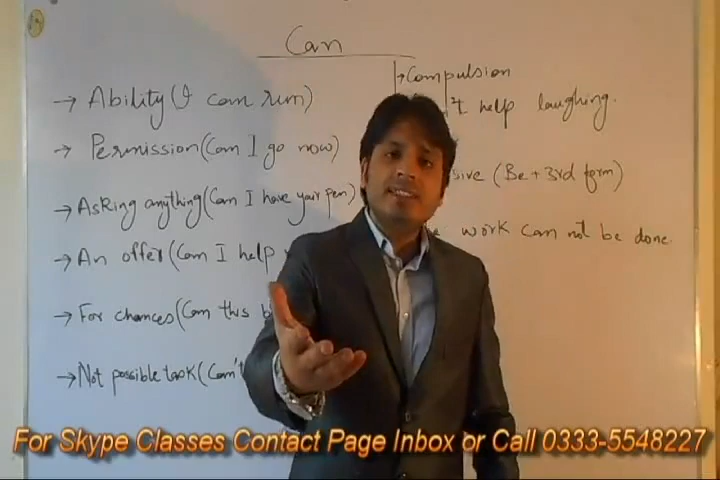 Can
→ Ability (I can run)
→ Permission (Can I go now)
→ Asking anything (Can I have your pen)
→ An offer (Can I help
→ For chances (Can this b
→ Not possible task (Can't
→ Compulsion
't help laughing.
sive (Be + 3rd form)
work can not be done.
For Skype Classes Contact Page Inbox or Call 0333-5548227